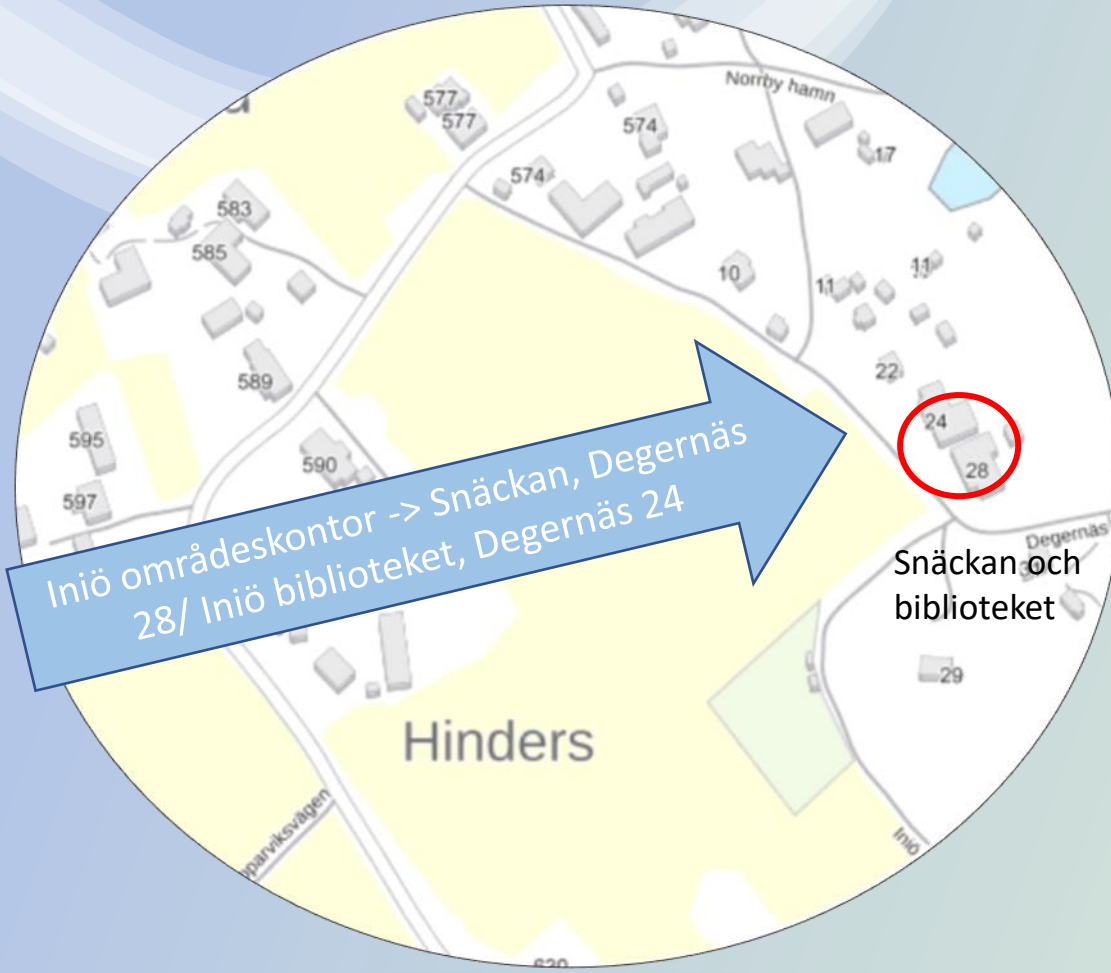 Norrby hamn
577
577
574
17
574
583
585
10
11
11
22
589
24
595
590
28
597
Iniö områdeskontor -> Snäckan, Degernäs
28/ Iniö biblioteket, Degernäs 24
Degernäs
Snäckan och
biblioteket
29
Hinders
Iniö